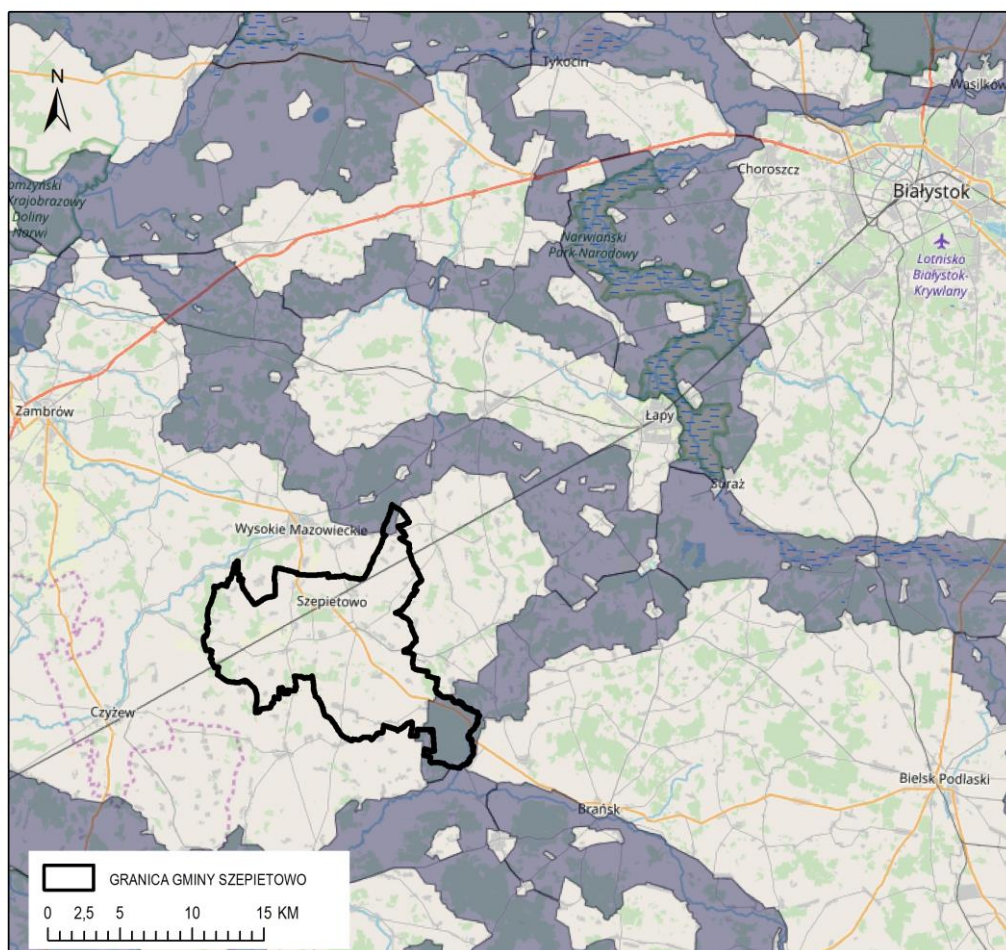 N
Tykocin
Wasilków
Choroszcz
Białystok
omżyński
Krajobrazowy
Doliny
Narwi
Narwiański
Park Narodowy
Lotnisko
Białystok-
Krywlany
Zambrów
Łapy
Suraż
Wysokie Mazowieckie
Szepietowo
Czyżew
Bielsk Podlaski
Brańsk
GRANICA GMINY SZEPIETOWO
0 2,5 5 10 15 KM